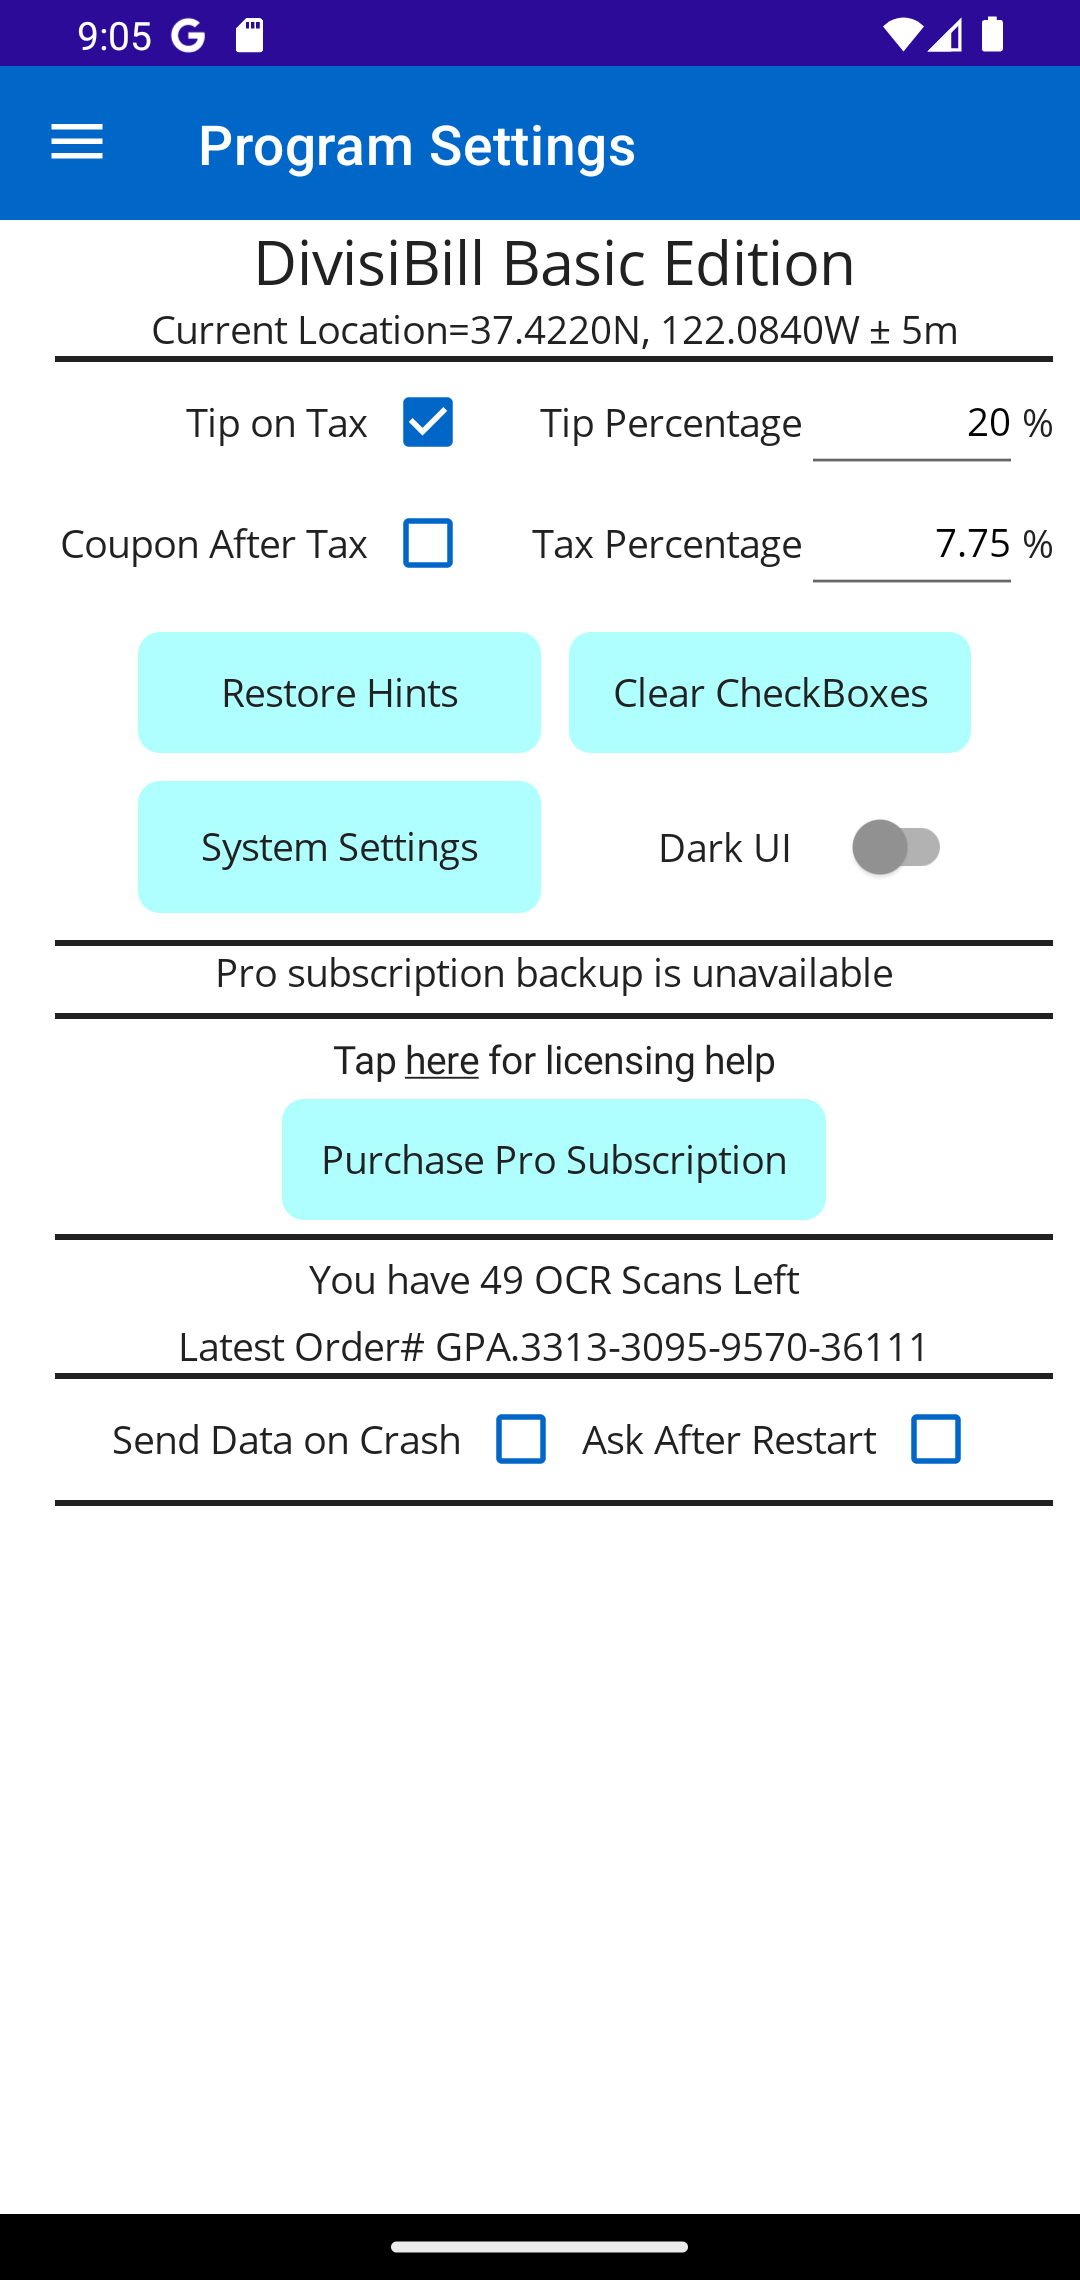 9:05
Program Settings
DivisiBill Basic Edition
Current Location=37.4220N, 122.0840W ± 5m
Tip on Tax Tip Percentage 20 %
Coupon After Tax Tax Percentage 7.75 %
Restore Hints Clear CheckBoxes
System Settings Dark UI
Pro subscription backup is unavailable
Tap here for licensing help
Purchase Pro Subscription
You have 49 OCR Scans Left
Latest Order# GPA.3313-3095-9570-36111
Send Data on Crash Ask After Restart